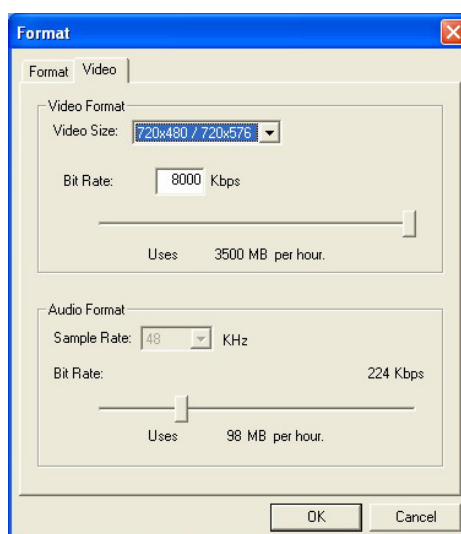 Format
Format Video
Video Format
Video Size: 720x480 / 720x576
Bit Rate: 8000 Kbps
Uses 3500 MB per hour.
Audio Format
Sample Rate: 48 KHz
Bit Rate: 224 Kbps
Uses 98 MB per hour.
OK Cancel